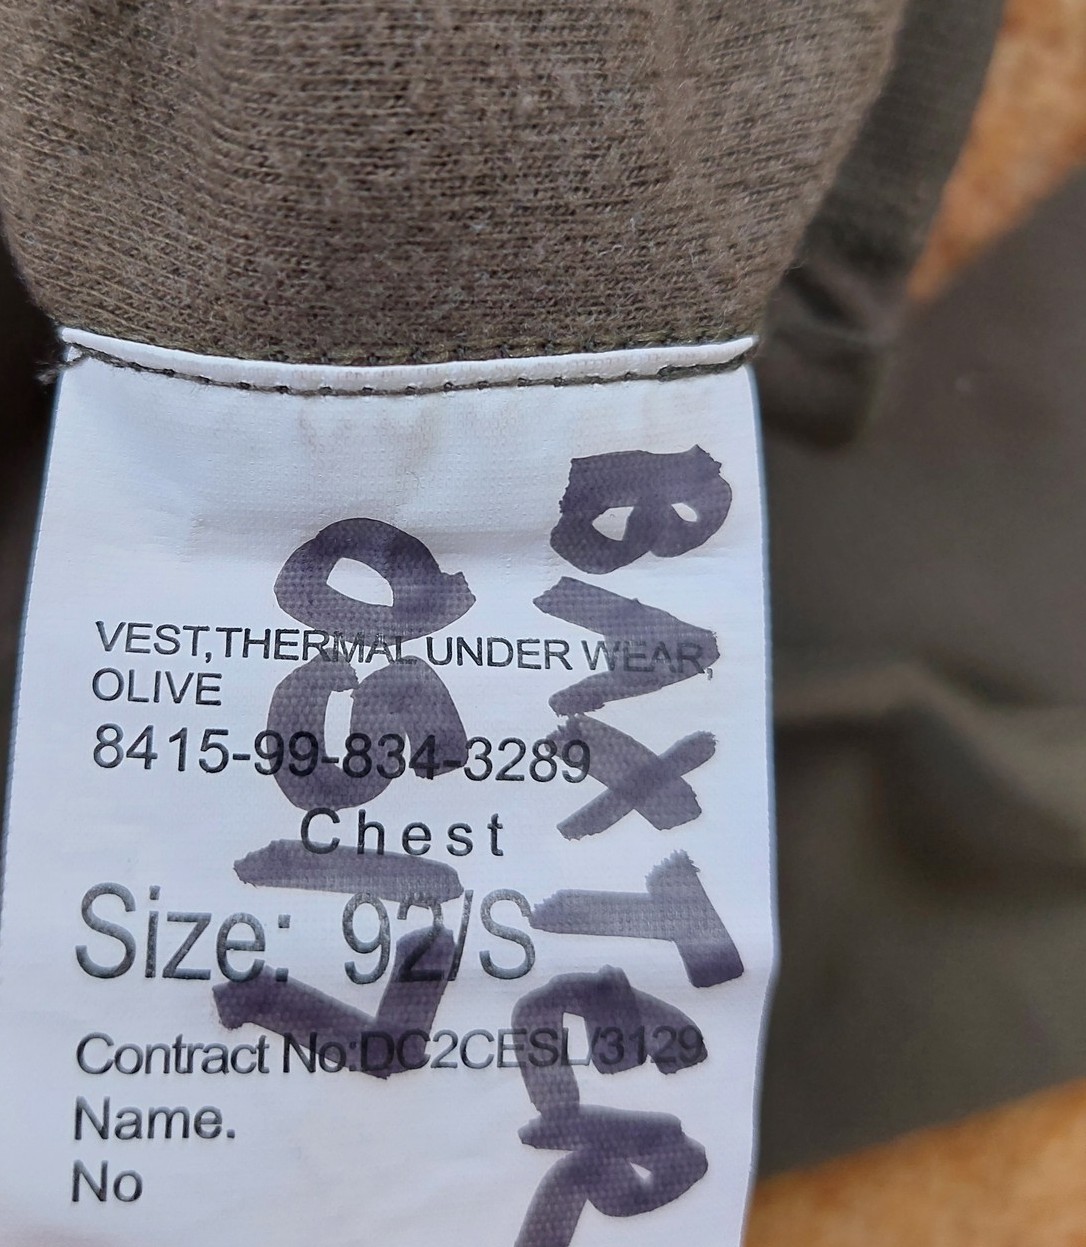 BAXTER
VEST,THERMAL UNDER WEAR,
OLIVE
8415-99-834-3289
Chest
Size: 92/S
Contract No:DC2CESL/3129
Name.
No